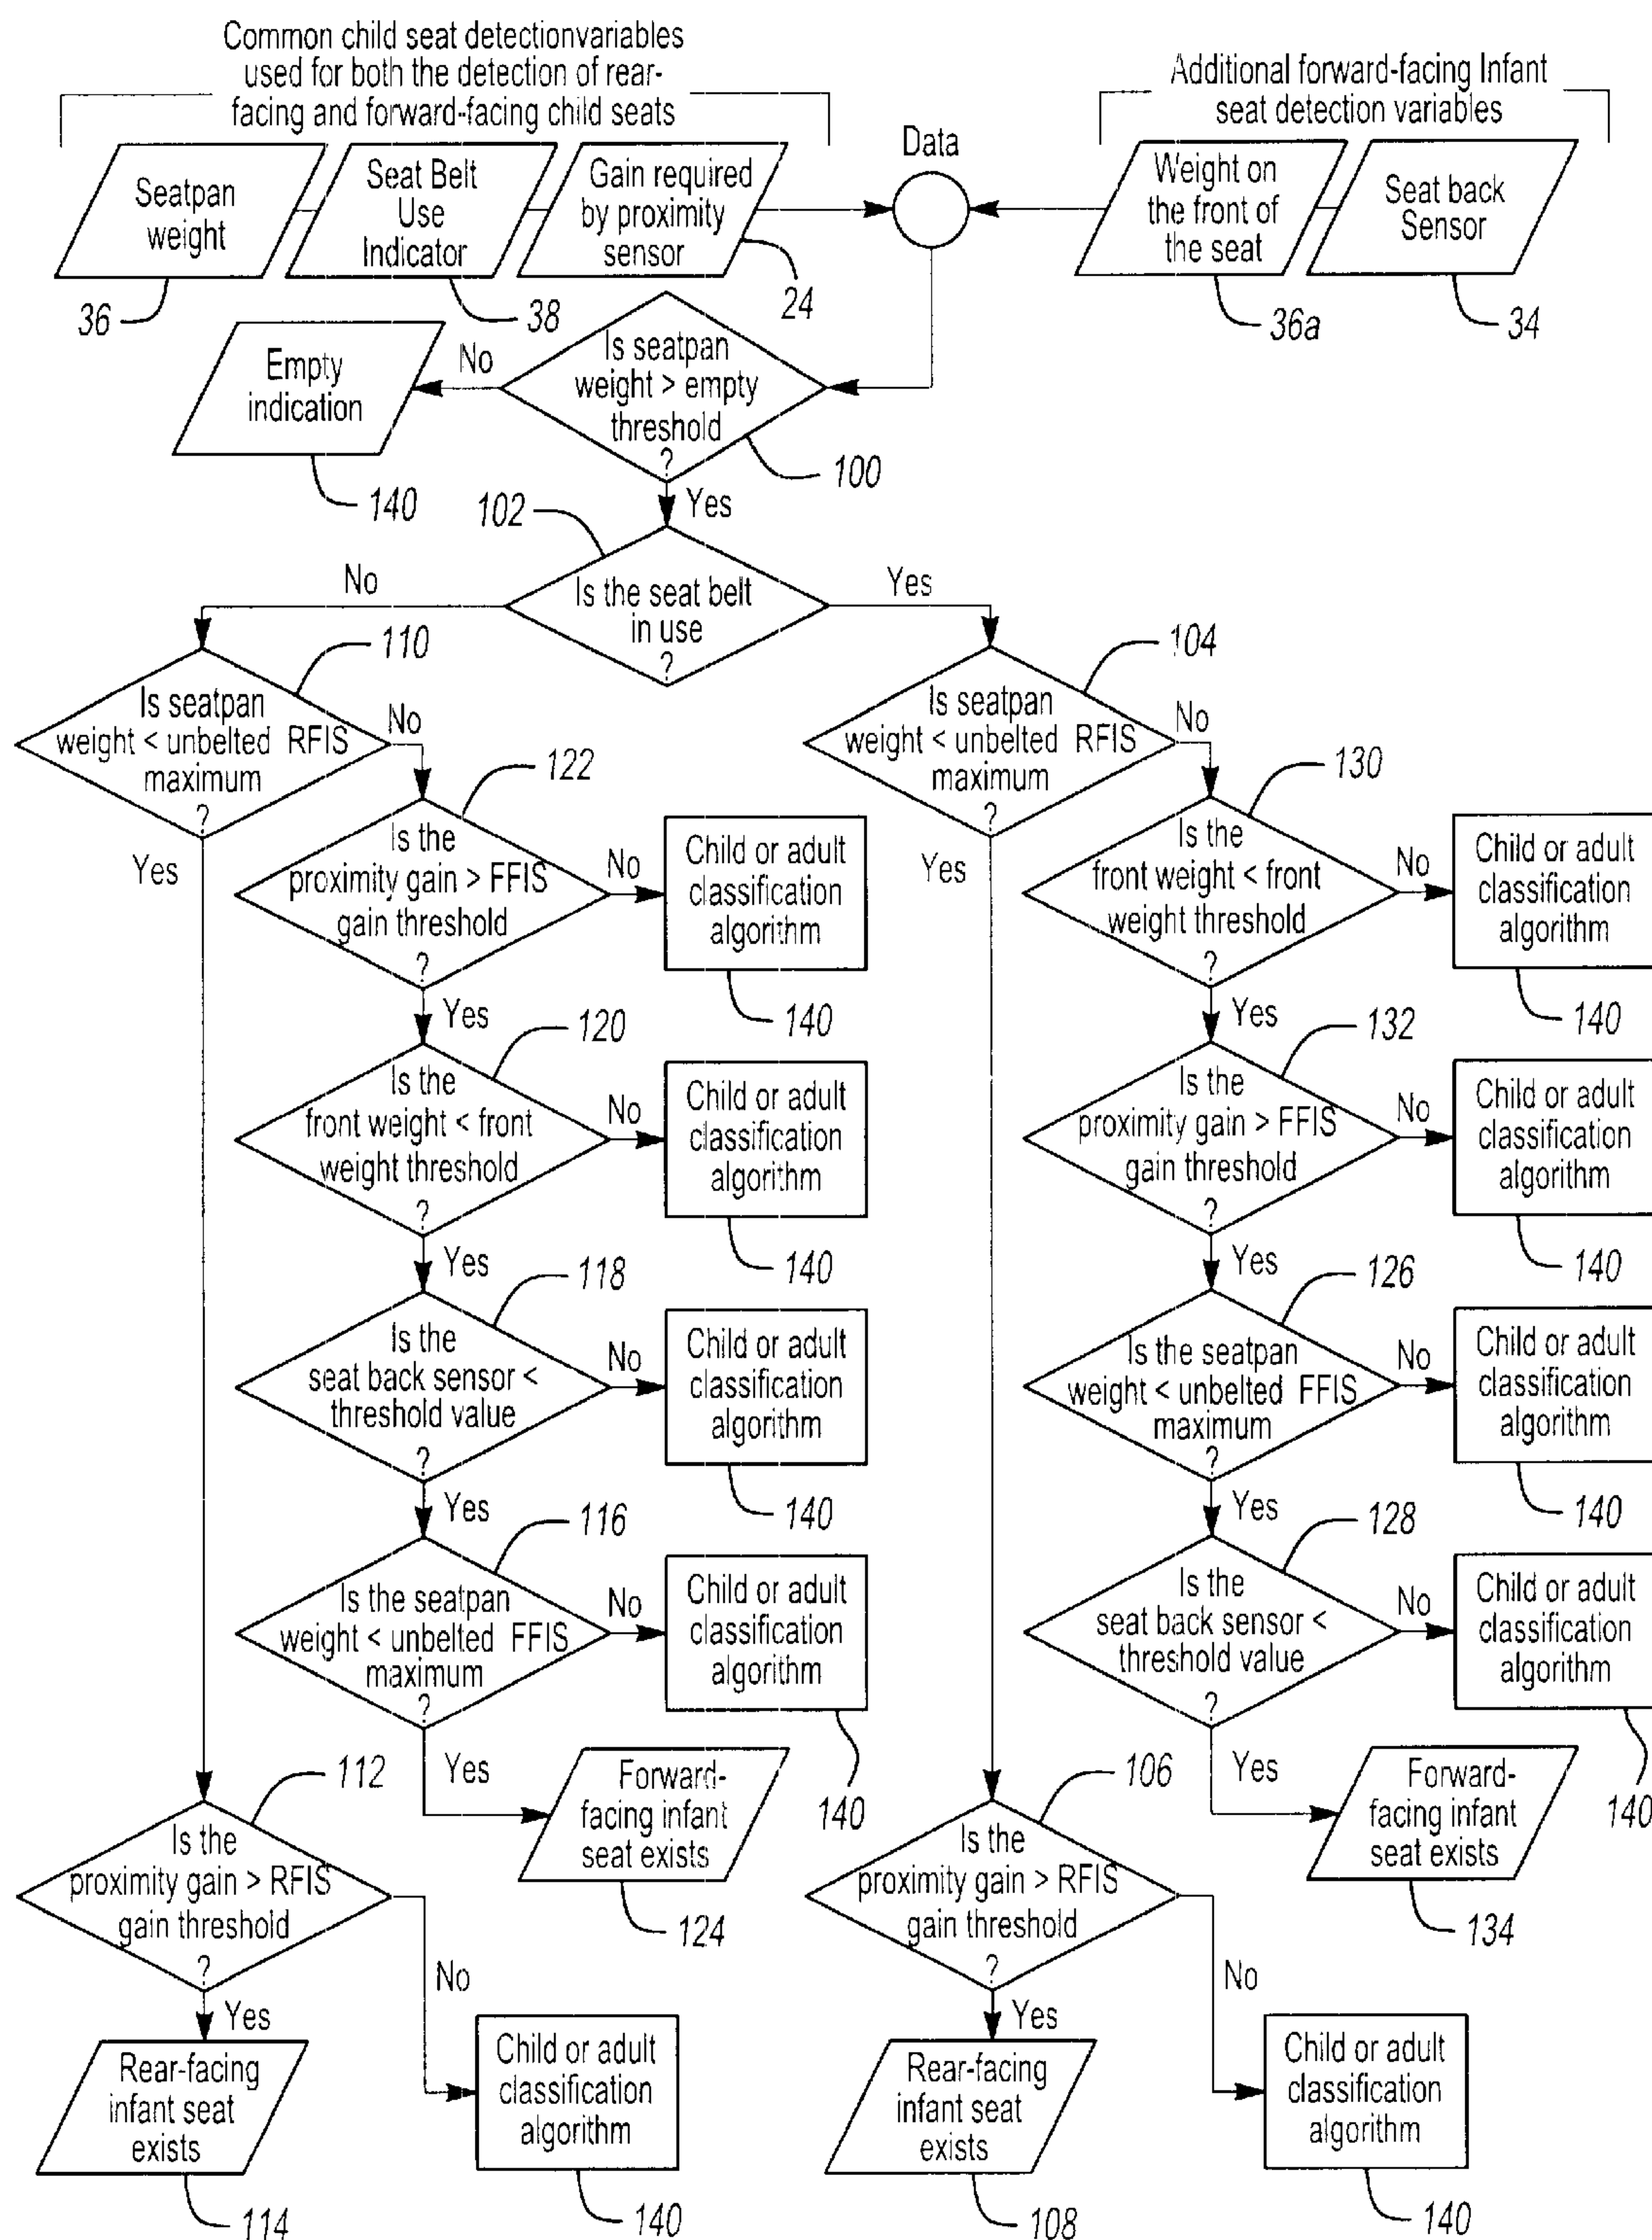 Common child seat detectionvariables
used for both the detection of rear-
facing and forward-facing child seats
Additional forward-facing Infant
seat detection variables
Data
Seatpan
weight
Seat Belt
Use
Indicator
Gain required
by proximity
sensor
Weight on
the front of
the seat
Seat back
Sensor
36
38
24
36a
34
Empty
indication
No
Is seatpan
weight > empty
threshold
?
100
140
Yes
102
Is the seat belt
in use
?
No
Yes
110
Is seatpan
weight < unbelted RFIS
maximum
?
No
Yes
104
Is seatpan
weight < unbelted RFIS
maximum
?
No
Yes
122
Is the
proximity gain > FFIS
gain threshold
?
No
Child or adult
classification
algorithm
140
Yes
130
Is the
front weight < front
weight threshold
?
No
Child or adult
classification
algorithm
140
Yes
120
Is the
front weight < front
weight threshold
?
No
Child or adult
classification
algorithm
140
Yes
132
Is the
proximity gain > FFIS
gain threshold
?
No
Child or adult
classification
algorithm
140
Yes
118
Is the
seat back sensor <
threshold value
?
No
Child or adult
classification
algorithm
140
Yes
126
Is the seatpan
weight < unbelted FFIS
maximum
?
No
Child or adult
classification
algorithm
140
Yes
116
Is the seatpan
weight < unbelted FFIS
maximum
?
No
Child or adult
classification
algorithm
140
Yes
128
Is the
seat back sensor <
threshold value
?
No
Child or adult
classification
algorithm
140
Yes
Forward-
facing infant
seat exists
124
Forward-
facing infant
seat exists
134
112
Is the
proximity gain > RFIS
gain threshold
?
No
Yes
106
Is the
proximity gain > RFIS
gain threshold
?
No
Yes
Rear-facing
infant seat
exists
114
Child or adult
classification
algorithm
140
Rear-facing
infant seat
exists
108
Child or adult
classification
algorithm
140